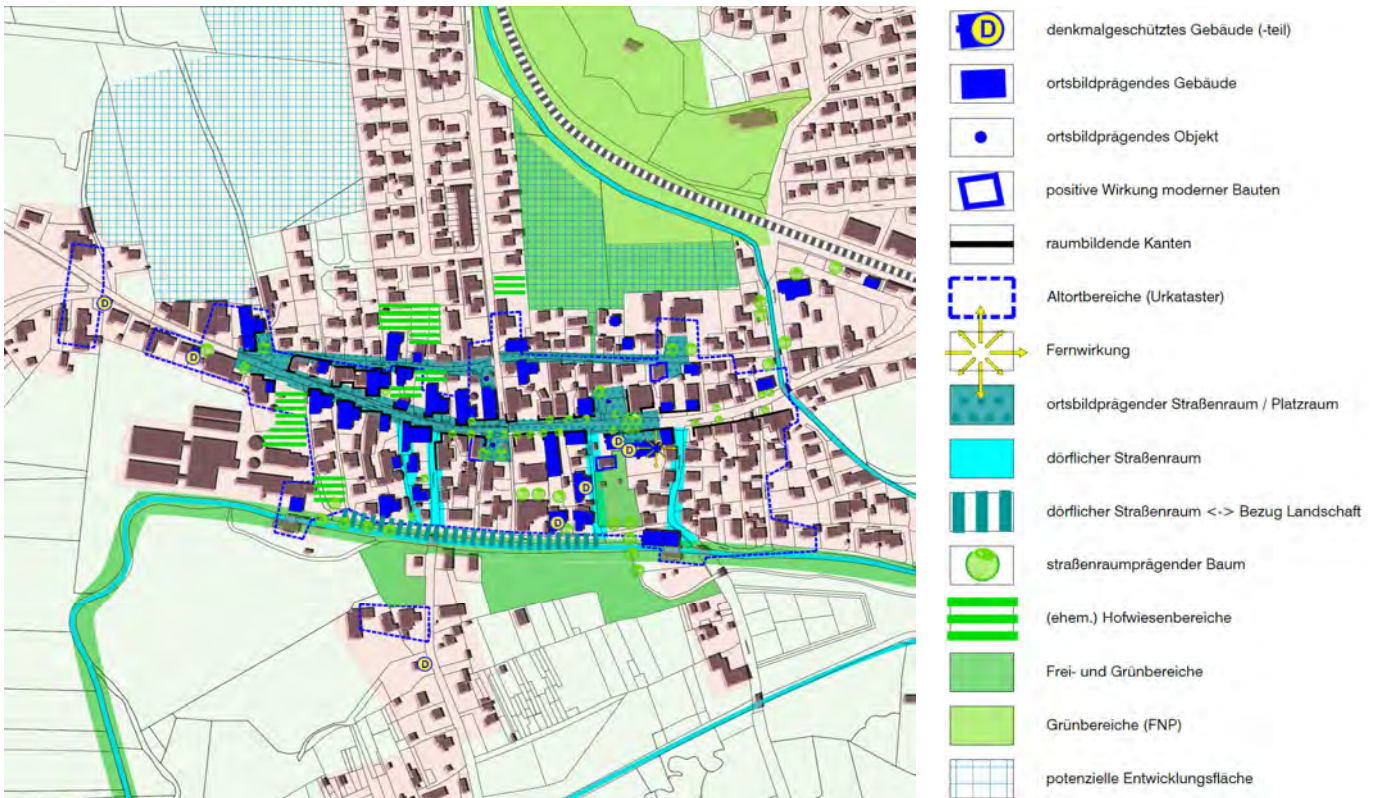 D
denkmalgeschütztes Gebäude (-teil)
ortsbildprägendes Gebäude
ortsbildprägendes Objekt
positive Wirkung moderner Bauten
raumbildende Kanten
Altortbereiche (Urkataster)
Fernwirkung
ortsbildprägender Straßenraum / Platzraum
dörflicher Straßenraum
dörflicher Straßenraum <-> Bezug Landschaft
straßenraumprägender Baum
(ehem.) Hofwiesenbereiche
Frei- und Grünbereiche
Grünbereiche (FNP)
potenzielle Entwicklungsfläche
D
D
D
D
D
D
D